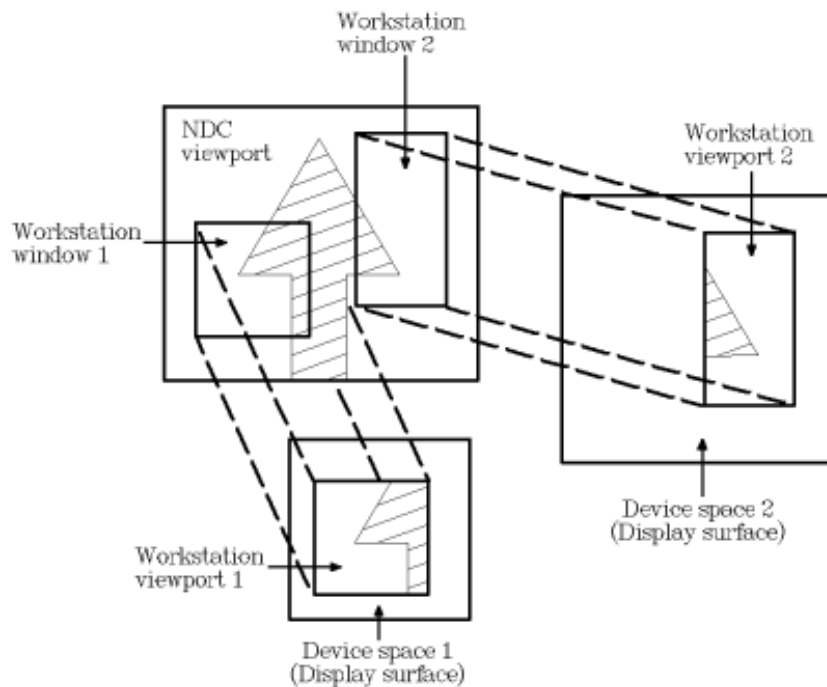 Workstation
window 2
NDC
viewport
Workstation
viewport 2
Workstation
window 1
Workstation
viewport 1
Device space 2
(Display surface)
Device space 1
(Display surface)